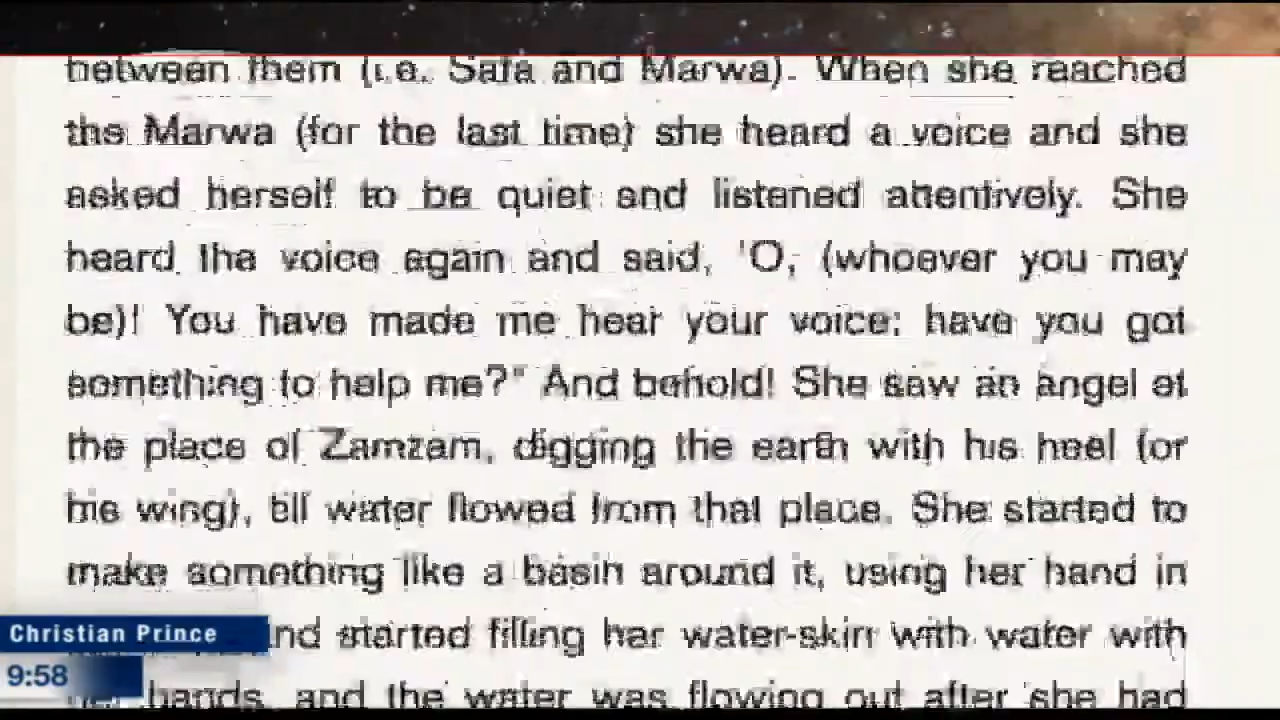 between them (i.e. Safa and Marwa). When she reached
the Marwa (for the last time) she heard a voice and she
asked herself to be quiet and listened attentively. She
heard the voice again and said, 'O, (whoever you may
be)! You have made me hear your voice; have you got
something to help me?" And behold! She saw an angel at
the place of Zamzam, digging the earth with his heel (or
his wing), till water flowed from that place. She started to
make something like a basin around it, using her hand in
and started filling her water-skin with water with
hands, and the water was flowing out after she had
Christian Prince
9:58